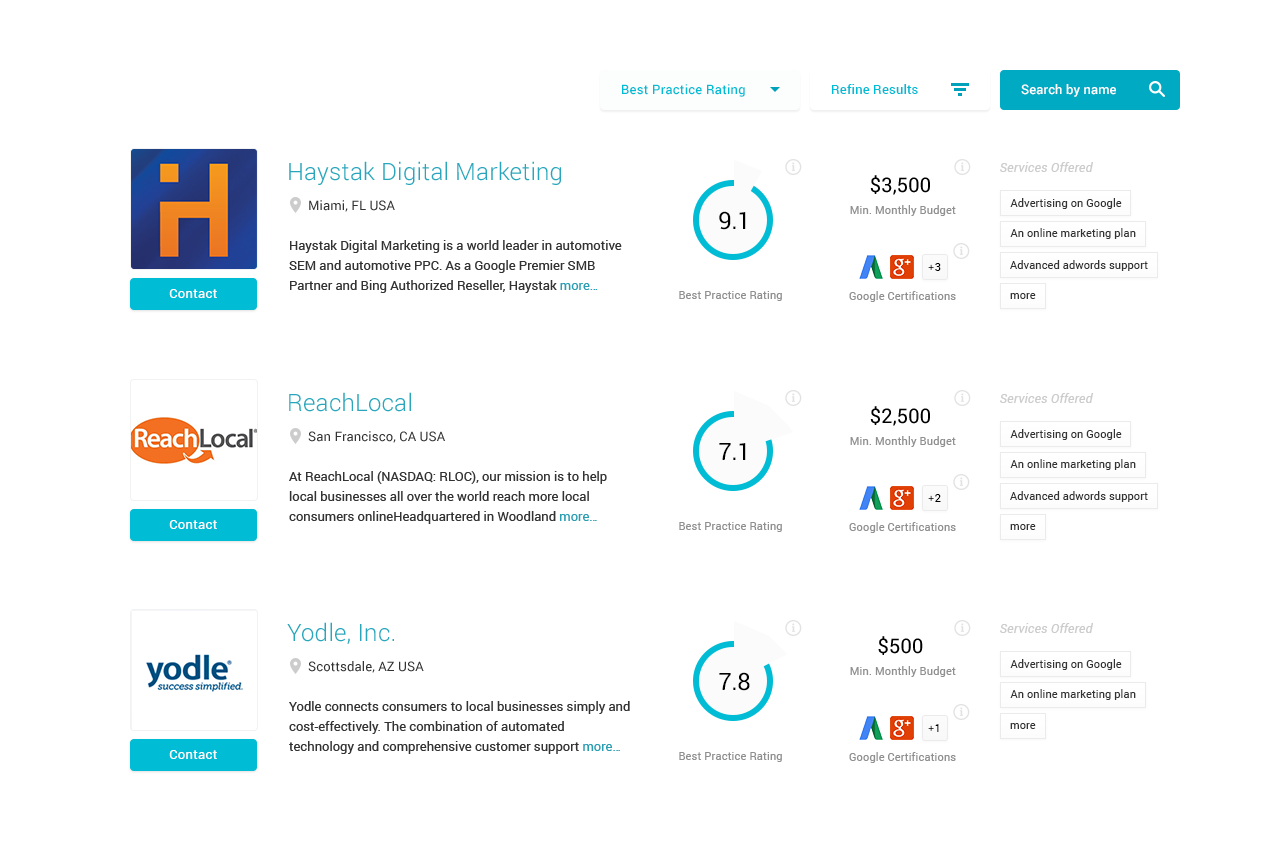 Best Practice Rating
Refine Results
Search by name
Haystak Digital Marketing
Miami, FL USA
Haystak Digital Marketing is a world leader in automotive
SEM and automotive PPC. As a Google Premier SMB
Partner and Bing Authorized Reseller, Haystak more...
Contact
9.1
Best Practice Rating
$3,500
Min. Monthly Budget
g+
+3
Google Certifications
Services Offered
Advertising on Google
An online marketing plan
Advanced adwords support
more
ReachLocal®
ReachLocal
San Francisco, CA USA
At ReachLocal (NASDAQ: RLOC), our mission is to help
local businesses all over the world reach more local
consumers onlineHeadquartered in Woodland more...
Contact
7.1
Best Practice Rating
$2,500
Min. Monthly Budget
g+
+2
Google Certifications
Services Offered
Advertising on Google
An online marketing plan
Advanced adwords support
more
yodle®
success simplified.
Yodle, Inc.
Scottsdale, AZ USA
Yodle connects consumers to local businesses simply and
cost-effectively. The combination of automated
technology and comprehensive customer support more...
Contact
7.8
Best Practice Rating
$500
Min. Monthly Budget
g+
+1
Google Certifications
Services Offered
Advertising on Google
An online marketing plan
more